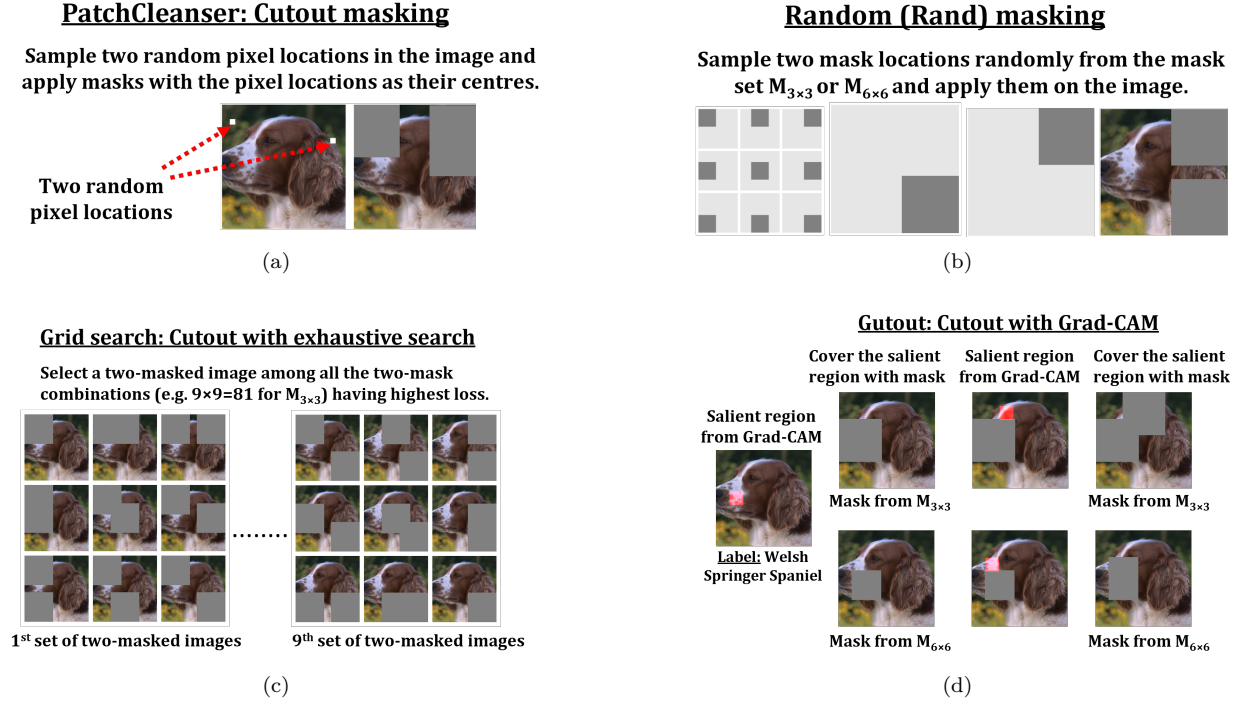 PatchCleanser: Cutout masking
Sample two random pixel locations in the image and
apply masks with the pixel locations as their centres.
Two random
pixel locations
(a)
Random (Rand) masking
Sample two mask locations randomly from the mask
set M3×3 or M6×6 and apply them on the image.
(b)
Grid search: Cutout with exhaustive search
Select a two-masked image among all the two-mask
combinations (e.g. 9×9=81 for M3×3) having highest loss.
........
1st set of two-masked images
9th set of two-masked images
(c)
Gutout: Cutout with Grad-CAM
Salient region
from Grad-CAM
Label: Welsh
Springer Spaniel
Cover the salient
region with mask
Salient region
from Grad-CAM
Cover the salient
region with mask
Mask from M3×3
Mask from M3×3
Mask from M6×6
Mask from M6×6
(d)